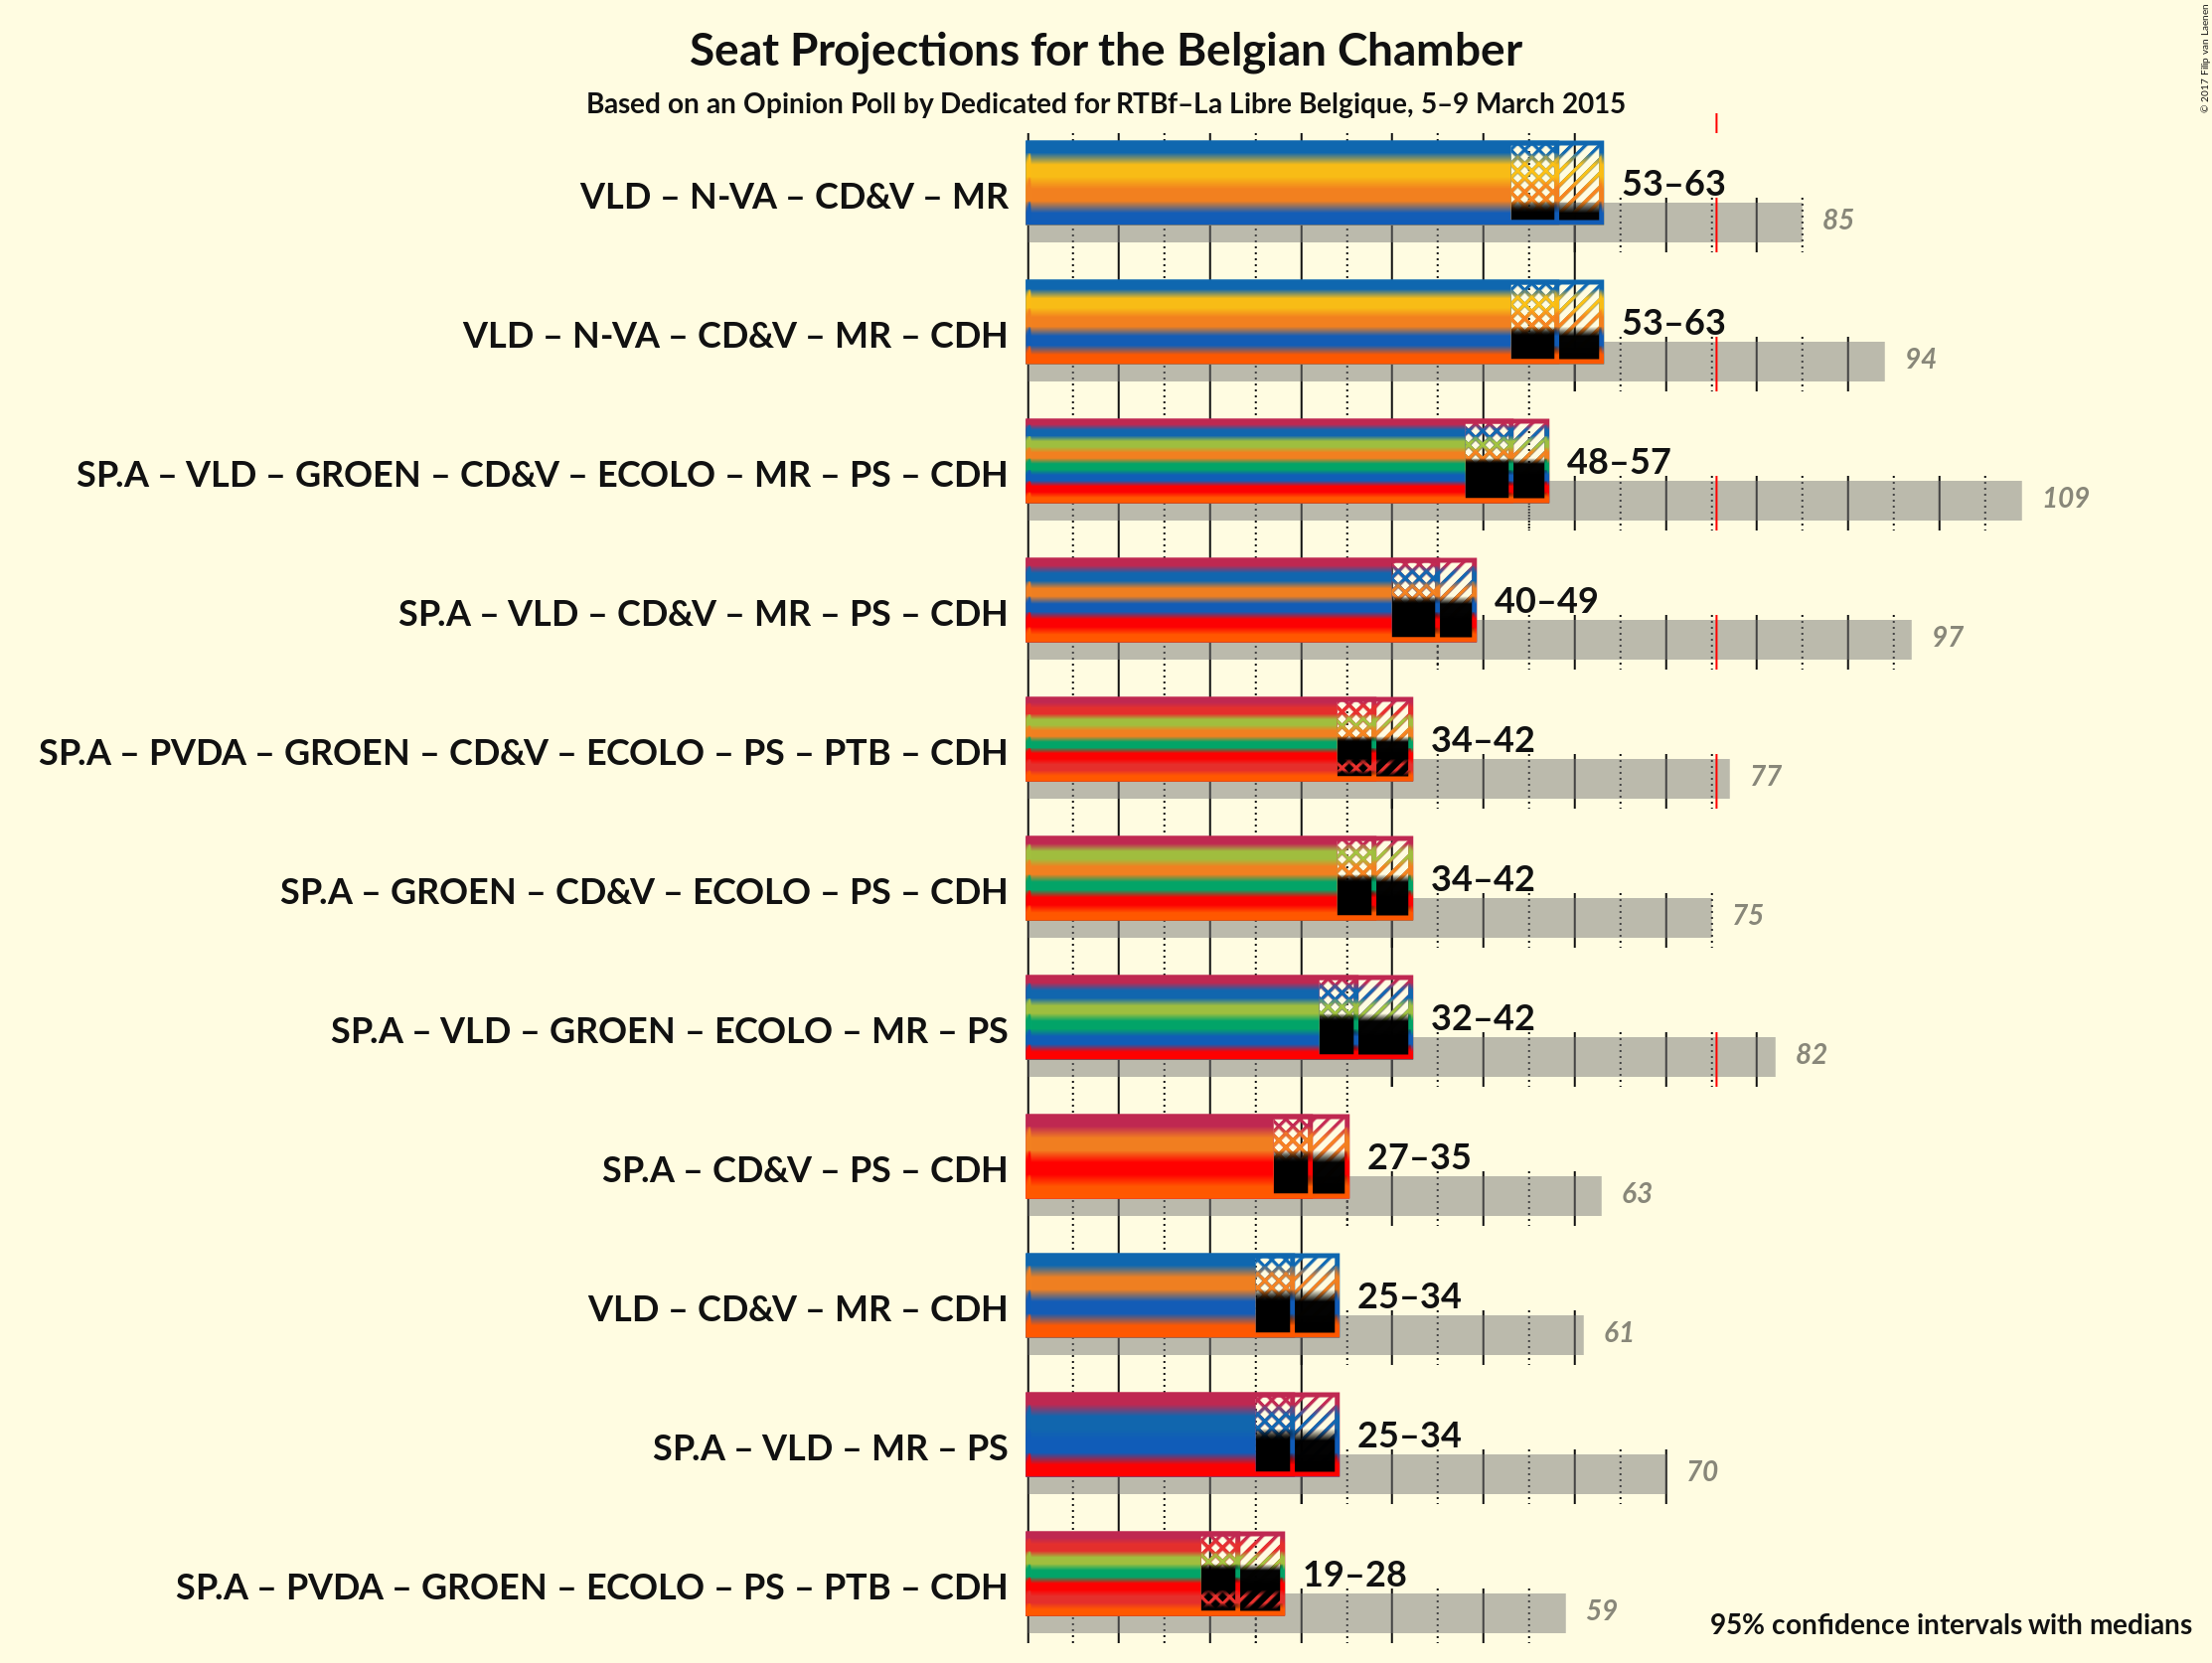 Seat Projections for the Belgian Chamber
Based on an Opinion Poll by Dedicated for RTBf–La Libre Belgique, 5–9 March 2015
© 2017 Filip van Laenen
VLD – N-VA – CD&V – MR
53–63
85
VLD – N-VA – CD&V – MR – CDH
53–63
94
SP.A – VLD – GROEN – CD&V – ECOLO – MR – PS – CDH
48–57
109
SP.A – VLD – CD&V – MR – PS – CDH
40–49
97
SP.A – PVDA – GROEN – CD&V – ECOLO – PS – PTB – CDH
34–42
77
SP.A – GROEN – CD&V – ECOLO – PS – CDH
34–42
75
SP.A – VLD – GROEN – ECOLO – MR – PS
32–42
82
SP.A – CD&V – PS – CDH
27–35
63
VLD – CD&V – MR – CDH
25–34
61
SP.A – VLD – MR – PS
25–34
70
SP.A – PVDA – GROEN – ECOLO – PS – PTB – CDH
19–28
59
95% confidence intervals with medians